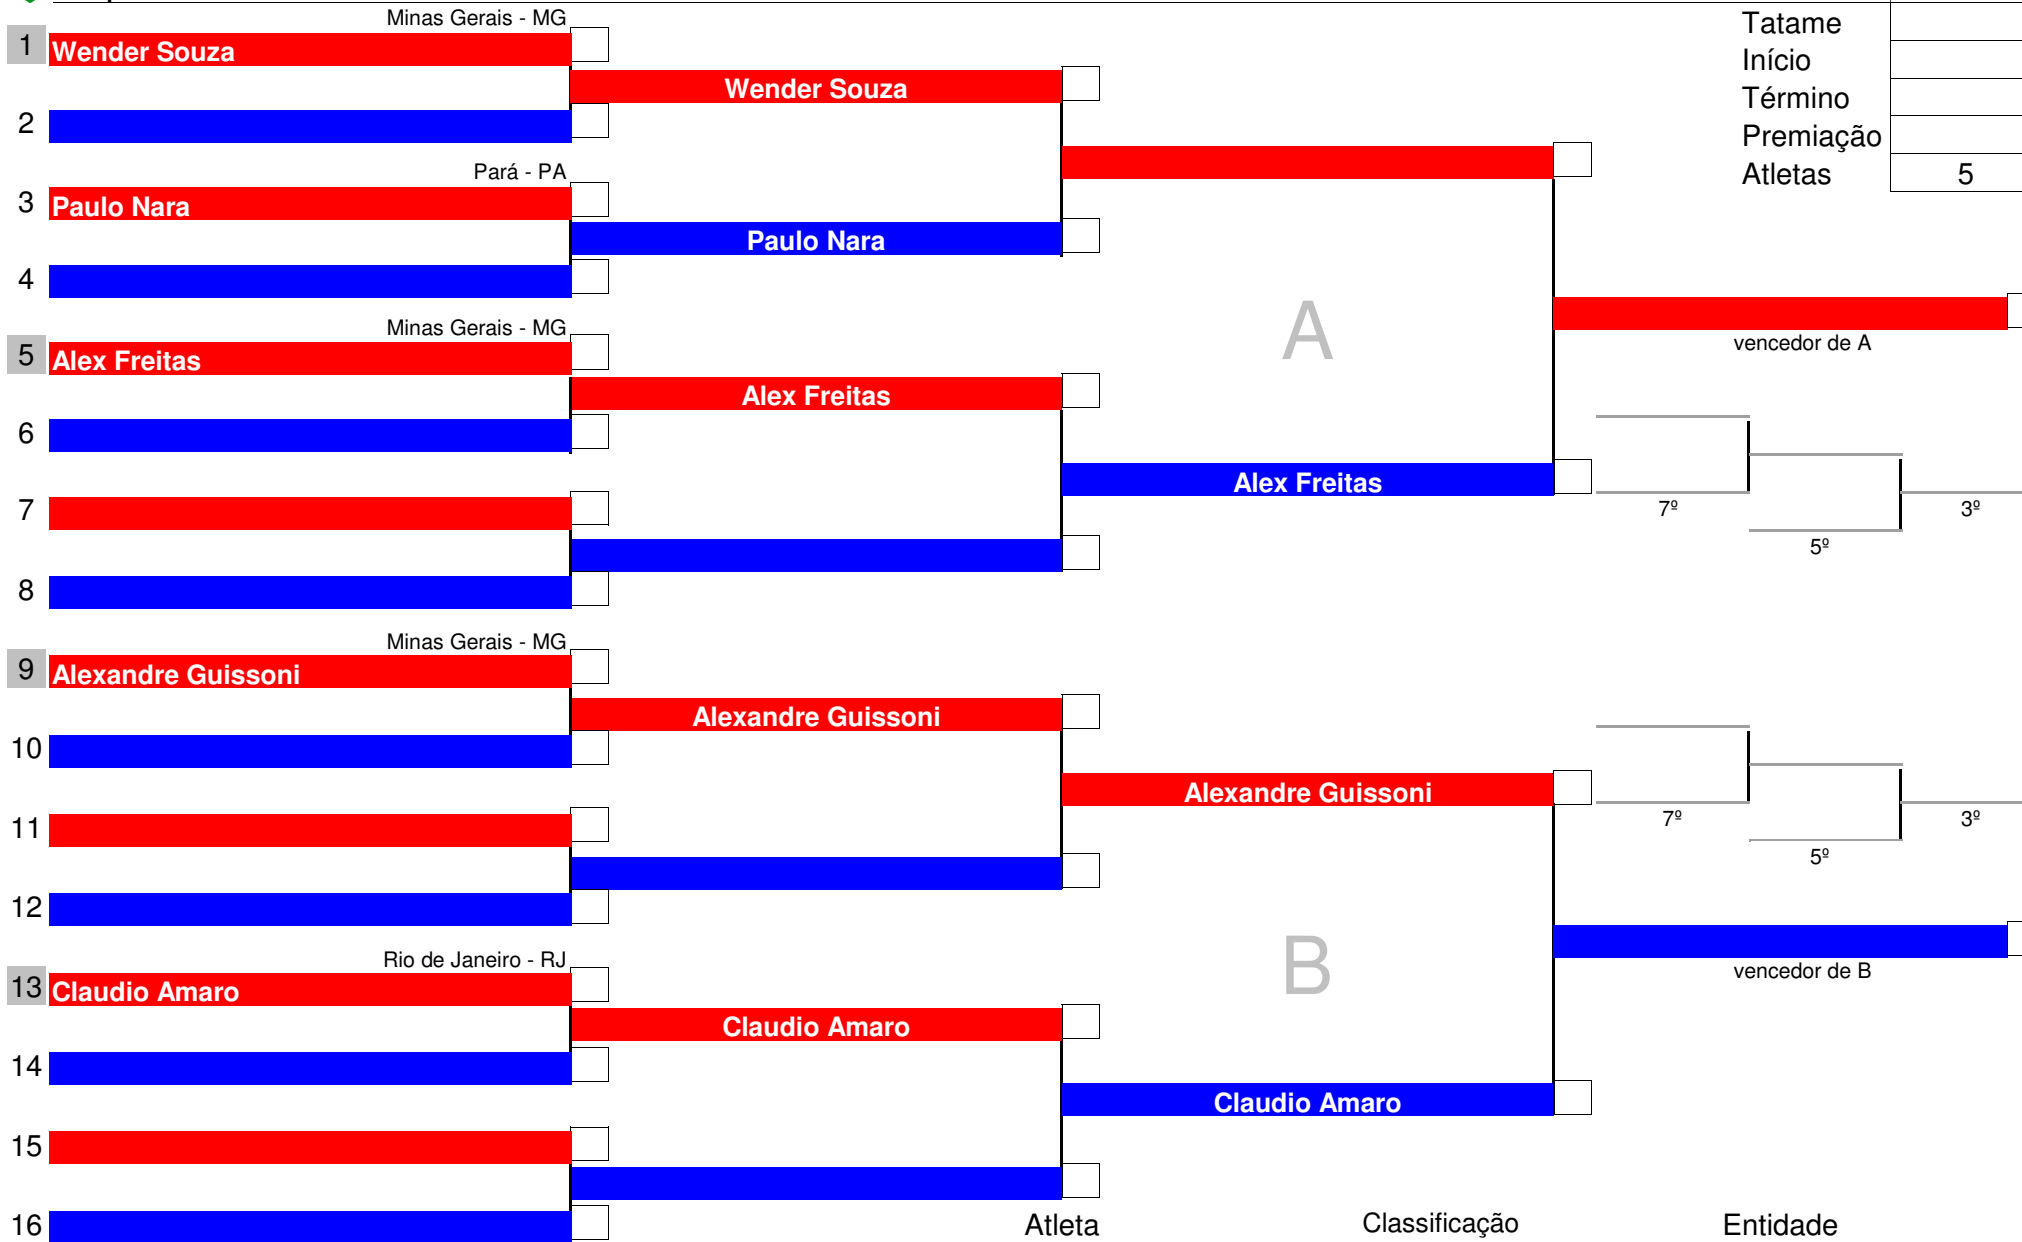 Minas Gerais - MG
1 Wender Souza
Wender Souza
2
Pará - PA
3 Paulo Nara
Paulo Nara
4
Minas Gerais - MG
5 Alex Freitas
Alex Freitas
6
Alex Freitas
7
8
A
Tatame
Início
Término
Premiação
Atletas 5
vencedor de A
7º
3º
5º
Minas Gerais - MG
9 Alexandre Guissoni
Alexandre Guissoni
10
Alexandre Guissoni
11
12
Rio de Janeiro - RJ
13 Claudio Amaro
Claudio Amaro
14
Claudio Amaro
15
16
B
7º
3º
5º
vencedor de B
Atleta Classificação Entidade